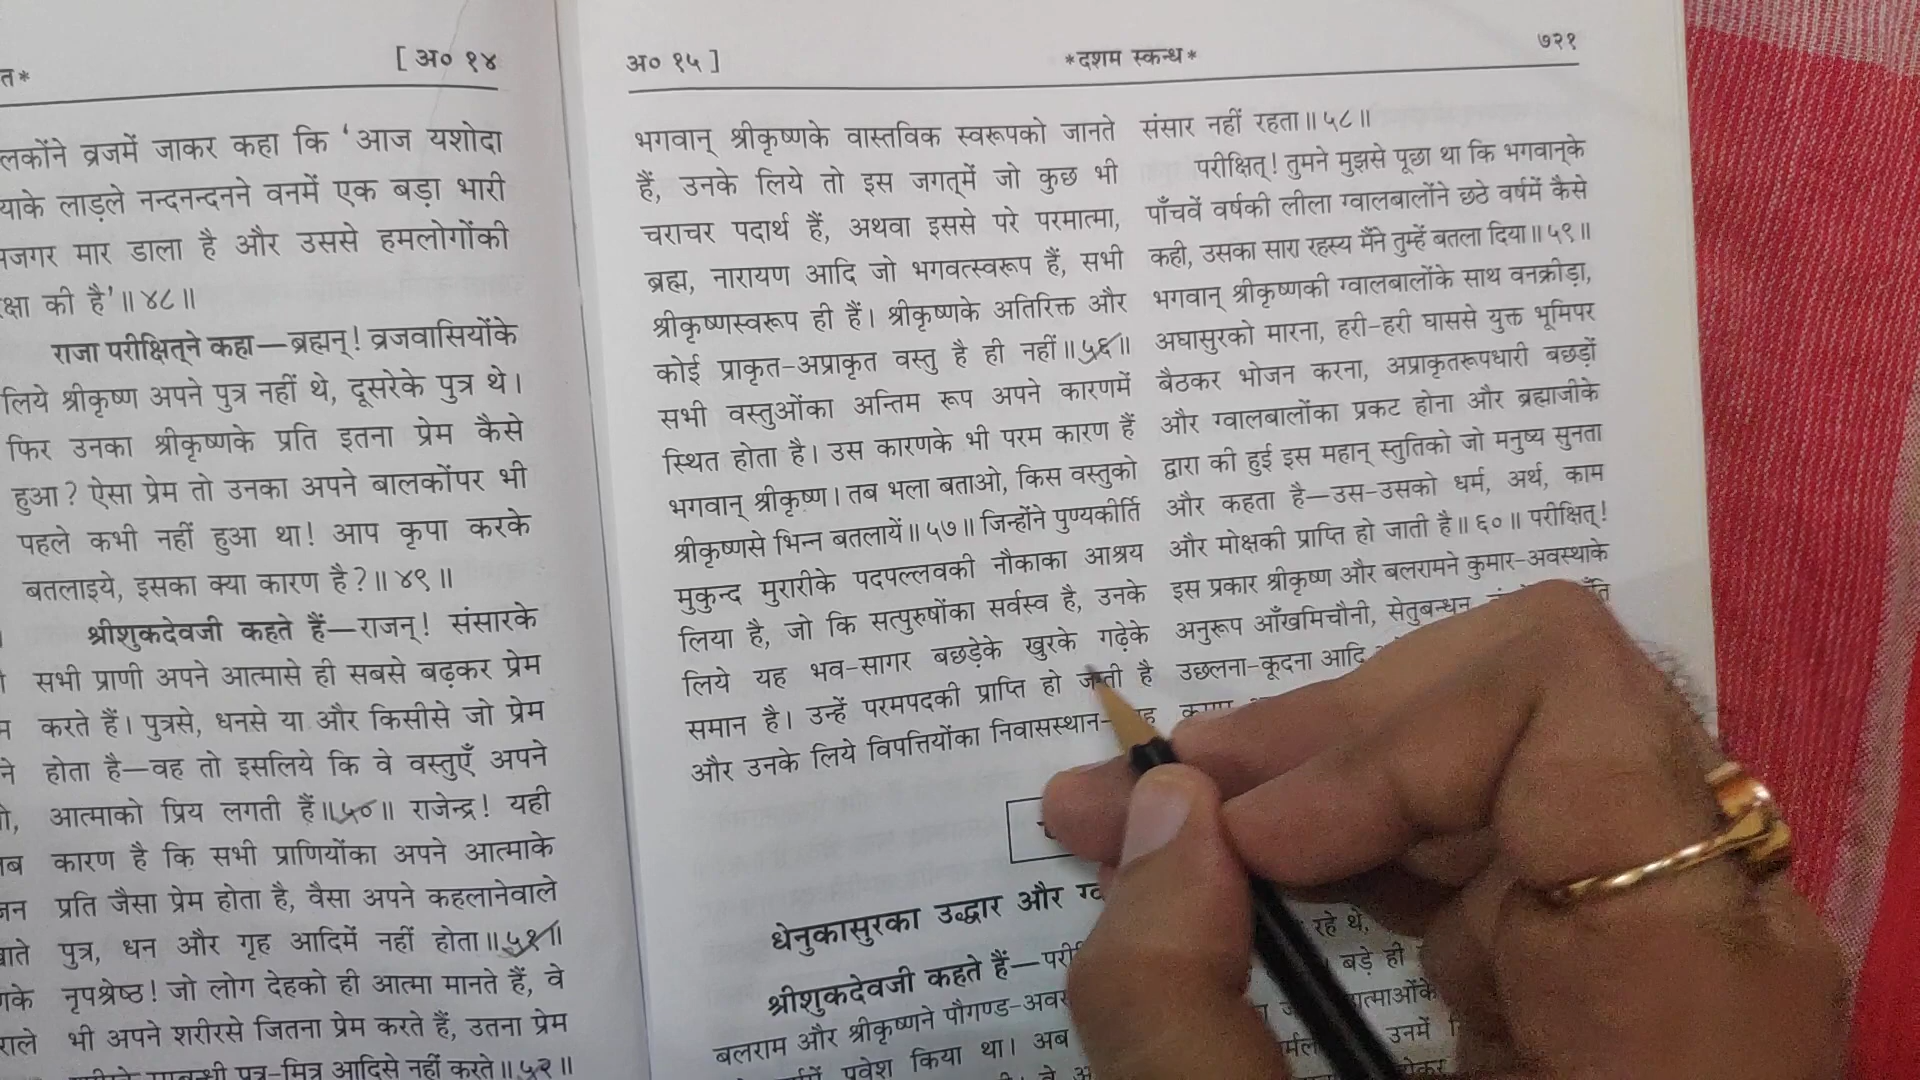 त*
[ अ० १४
लकोंने व्रजमें जाकर कहा कि ‘आज यशोदा
याके लाड़ले नन्दनन्दनने वनमें एक बड़ा भारी
जगर मार डाला है और उससे हमलोगोंकी
क्षा की है’॥ ४८॥
राजा परीक्षित्‌ने कहा—ब्रह्मन्! व्रजवासियोंके
लिये श्रीकृष्ण अपने पुत्र नहीं थे, दूसरेके पुत्र थे।
फिर उनका श्रीकृष्णके प्रति इतना प्रेम कैसे
हुआ? ऐसा प्रेम तो उनका अपने बालकोंपर भी
पहले कभी नहीं हुआ था! आप कृपा करके
बतलाइये, इसका क्या कारण है?॥ ४९॥
श्रीशुकदेवजी कहते हैं—राजन्! संसारके
सभी प्राणी अपने आत्मासे ही सबसे बढ़कर प्रेम
करते हैं। पुत्रसे, धनसे या और किसीसे जो प्रेम
होता है—वह तो इसलिये कि वे वस्तुएँ अपने
आत्माको प्रिय लगती हैं॥५०॥ राजेन्द्र! यही
कारण है कि सभी प्राणियोंका अपने आत्माके
प्रति जैसा प्रेम होता है, वैसा अपने कहलानेवाले
पुत्र, धन और गृह आदिमें नहीं होता॥५१॥
नृपश्रेष्ठ! जो लोग देहको ही आत्मा मानते हैं, वे
भी अपने शरीरसे जितना प्रेम करते हैं, उतना प्रेम
पुत्र-मित्र आदिसे नहीं करते॥५२॥
अ० १५ ]
*दशम स्कन्ध*
७२१
भगवान् श्रीकृष्णके वास्तविक स्वरूपको जानते
हैं, उनके लिये तो इस जगत्‌में जो कुछ भी
चराचर पदार्थ हैं, अथवा इससे परे परमात्मा,
ब्रह्म, नारायण आदि जो भगवत्स्वरूप हैं, सभी
श्रीकृष्णस्वरूप ही हैं। श्रीकृष्णके अतिरिक्त और
कोई प्राकृत-अप्राकृत वस्तु है ही नहीं॥५६॥
सभी वस्तुओंका अन्तिम रूप अपने कारणमें
स्थित होता है। उस कारणके भी परम कारण हैं
भगवान् श्रीकृष्ण। तब भला बताओ, किस वस्तुको
श्रीकृष्णसे भिन्न बतलायें॥५७॥ जिन्होंने पुण्यकीर्ति
मुकुन्द मुरारीके पदपल्लवकी नौकाका आश्रय
लिया है, जो कि सत्पुरुषोंका सर्वस्व है, उनके
लिये यह भव-सागर बछड़ेके खुरके गढ़ेके
समान है। उन्हें परमपदकी प्राप्ति हो जाती है
और उनके लिये विपत्तियोंका निवासस्थान—
संसार नहीं रहता॥५८॥
परीक्षित्! तुमने मुझसे पूछा था कि भगवान्‌के
पाँचवें वर्षकी लीला ग्वालबालोंने छठे वर्षमें कैसे
कही, उसका सारा रहस्य मैंने तुम्हें बतला दिया॥५९॥
भगवान् श्रीकृष्णकी ग्वालबालोंके साथ वनक्रीड़ा,
अघासुरको मारना, हरी-हरी घाससे युक्त भूमिपर
बैठकर भोजन करना, अप्राकृतरूपधारी बछड़ों
और ग्वालबालोंका प्रकट होना और ब्रह्माजीके
द्वारा की हुई इस महान् स्तुतिको जो मनुष्य सुनता
और कहता है—उस-उसको धर्म, अर्थ, काम
और मोक्षकी प्राप्ति हो जाती है॥६०॥ परीक्षित्!
इस प्रकार श्रीकृष्ण और बलरामने कुमार-अवस्थाके
अनुरूप आँखमिचौनी, सेतुबन्धन,
उछलना-कूदना आदि
धेनुकासुरका उद्धार और
श्रीशुकदेवजी कहते हैं—
बलराम और श्रीकृष्णने पौगण्ड-
प्रवेश किया था। अब
रहे थे,
बड़े ही
उनमें